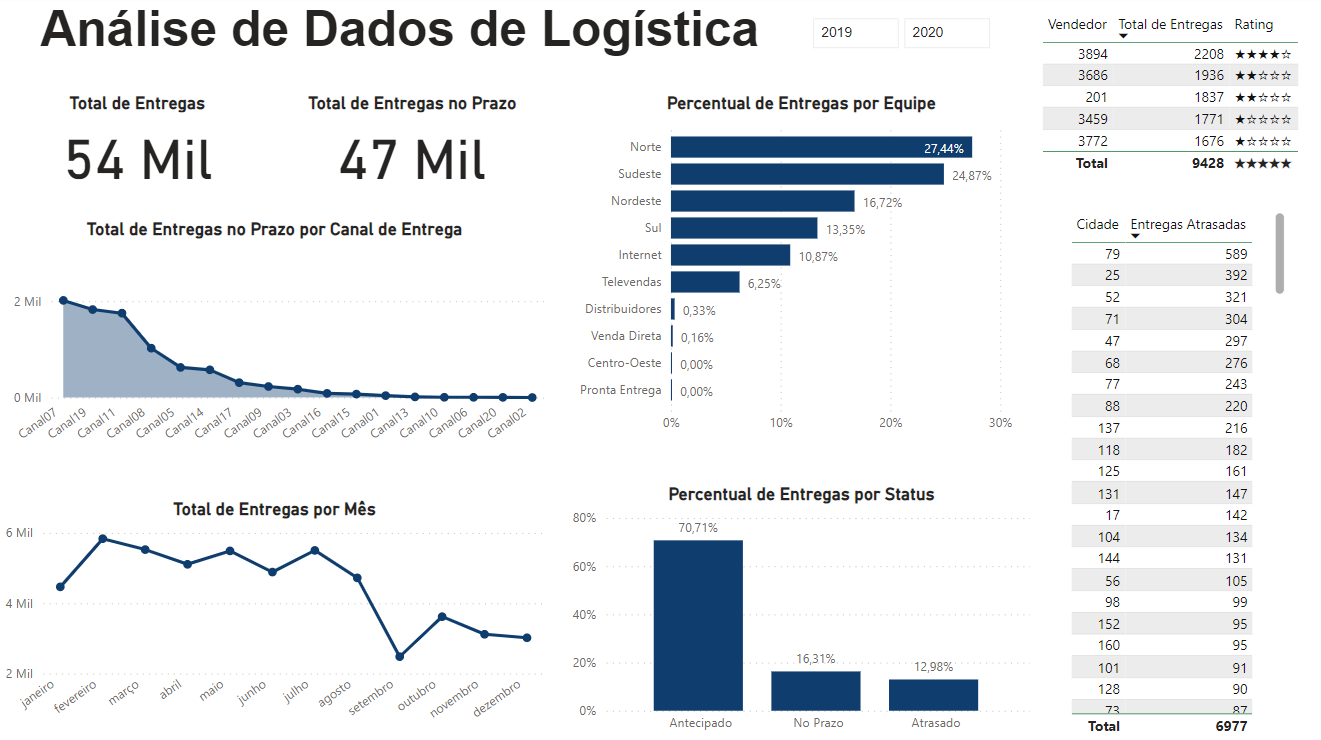 Análise de Dados de Logística
2019
2020
Total de Entregas
54 Mil
Total de Entregas no Prazo
47 Mil
Total de Entregas no Prazo por Canal de Entrega
2 Mil
0 Mil
Canal07
Canal19
Canal11
Canal08
Canal05
Canal14
Canal17
Canal09
Canal03
Canal16
Canal15
Canal01
Canal13
Canal10
Canal06
Canal20
Canal02
Total de Entregas por Mês
6 Mil
4 Mil
2 Mil
janeiro
fevereiro
março
abril
maio
junho
julho
agosto
setembro
outubro
novembro
dezembro
Percentual de Entregas por Equipe
Norte 27,44%
Sudeste 24,87%
Nordeste 16,72%
Sul 13,35%
Internet 10,87%
Televendas 6,25%
Distribuidores 0,33%
Venda Direta 0,16%
Centro-Oeste 0,00%
Pronta Entrega 0,00%
0% 10% 20% 30%
Percentual de Entregas por Status
80%
60%
40%
20%
0%
70,71%
16,31%
12,98%
Antecipado
No Prazo
Atrasado
Vendedor Total de Entregas Rating
3894 2208 ★★★★☆
3686 1936 ★★☆☆☆
201 1837 ★★☆☆☆
3459 1771 ★☆☆☆☆
3772 1676 ★☆☆☆☆
Total 9428 ★★★★★
Cidade Entregas Atrasadas
79 589
25 392
52 321
71 304
47 297
68 276
77 243
88 220
137 216
118 182
125 161
131 147
17 142
104 134
144 131
56 105
98 99
152 95
160 95
101 91
128 90
73 87
Total 6977